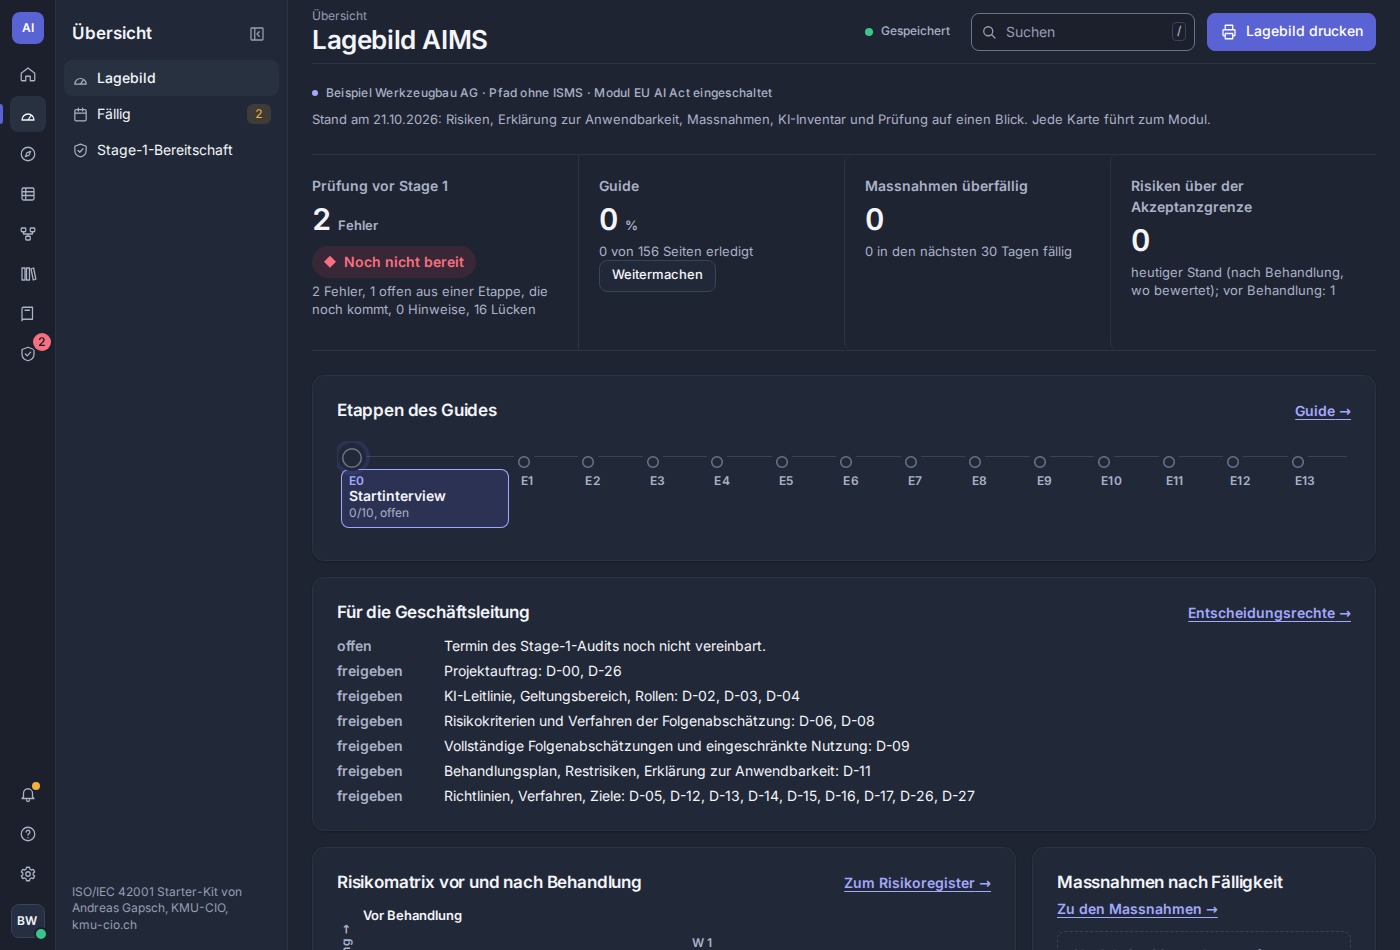 AI
Übersicht
Lagebild
Fällig
2
Stage-1-Bereitschaft
2
ISO/IEC 42001 Starter-Kit von
Andreas Gapsch, KMU-CIO,
kmu-cio.ch
BW
Übersicht
Lagebild AIMS
Gespeichert
Suchen
/
Lagebild drucken
Beispiel Werkzeugbau AG · Pfad ohne ISMS · Modul EU AI Act eingeschaltet
Stand am 21.10.2026: Risiken, Erklärung zur Anwendbarkeit, Massnahmen, KI-Inventar und Prüfung auf einen Blick. Jede Karte führt zum Modul.
Prüfung vor Stage 1
2 Fehler
Noch nicht bereit
2 Fehler, 1 offen aus einer Etappe, die
noch kommt, 0 Hinweise, 16 Lücken
Guide
0 %
0 von 156 Seiten erledigt
Weitermachen
Massnahmen überfällig
0
0 in den nächsten 30 Tagen fällig
Risiken über der
Akzeptanzgrenze
0
heutiger Stand (nach Behandlung,
wo bewertet); vor Behandlung: 1
Etappen des Guides
Guide →
E0
Startinterview
0/10, offen
E1 E2 E3 E4 E5 E6 E7 E8 E9 E10 E11 E12 E13
Für die Geschäftsleitung
Entscheidungsrechte →
offen Termin des Stage-1-Audits noch nicht vereinbart.
freigeben Projektauftrag: D-00, D-26
freigeben KI-Leitlinie, Geltungsbereich, Rollen: D-02, D-03, D-04
freigeben Risikokriterien und Verfahren der Folgenabschätzung: D-06, D-08
freigeben Vollständige Folgenabschätzungen und eingeschränkte Nutzung: D-09
freigeben Behandlungsplan, Restrisiken, Erklärung zur Anwendbarkeit: D-11
freigeben Richtlinien, Verfahren, Ziele: D-05, D-12, D-13, D-14, D-15, D-16, D-17, D-26, D-27
Risikomatrix vor und nach Behandlung
Zum Risikoregister →
Vor Behandlung
W 1
Massnahmen nach Fälligkeit
Zu den Massnahmen →